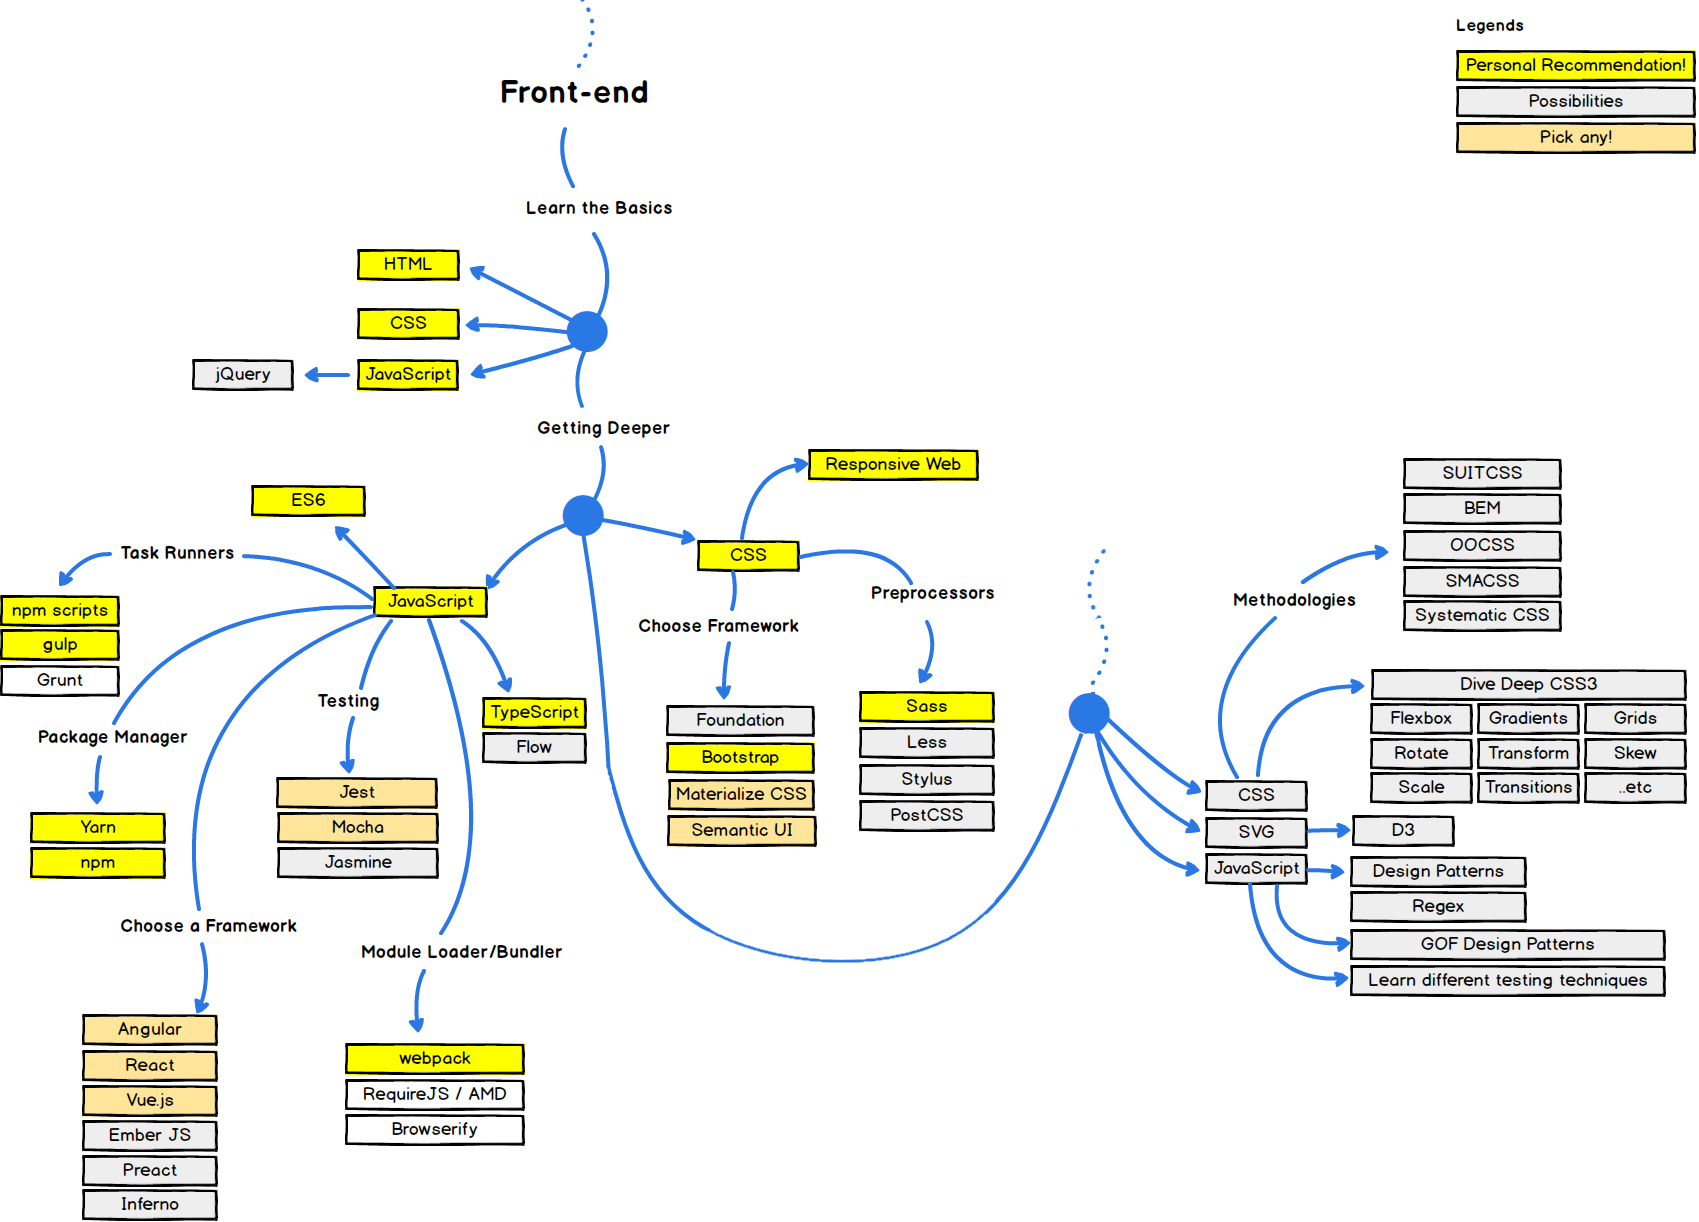 Legends
Personal Recommendation!
Possibilities
Pick any!
Front-end
Learn the Basics
HTML
CSS
JavaScript
jQuery
Getting Deeper
Responsive Web
ES6
Task Runners
npm scripts
gulp
Grunt
JavaScript
CSS
Preprocessors
Choose Framework
Package Manager
Yarn
npm
Testing
Jest
Mocha
Jasmine
TypeScript
Flow
Foundation
Bootstrap
Materialize CSS
Semantic UI
Sass
Less
Stylus
PostCSS
Choose a Framework
Angular
React
Vue.js
Ember JS
Preact
Inferno
Module Loader/Bundler
webpack
RequireJS / AMD
Browserify
Methodologies
SUITCSS
BEM
OOCSS
SMACSS
Systematic CSS
Dive Deep CSS3
Flexbox
Gradients
Grids
Rotate
Transform
Skew
Scale
Transitions
..etc
CSS
SVG
JavaScript
D3
Design Patterns
Regex
GOF Design Patterns
Learn different testing techniques